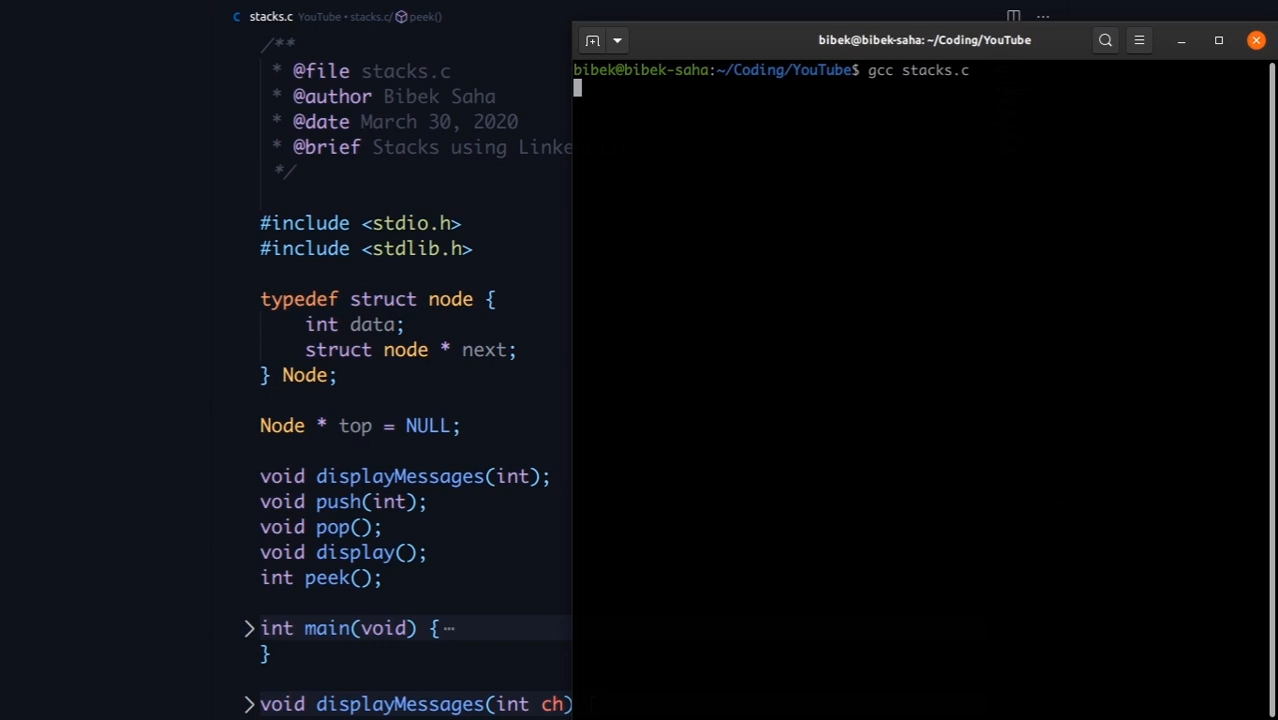 stacks.c YouTube • stacks.c/ peek()
/**
* @file stacks.c
* @author Bibek Saha
* @date March 30, 2020
* @brief Stacks using Linke
*/
#include <stdio.h>
#include <stdlib.h>
typedef struct node {
int data;
struct node * next;
} Node;
Node * top = NULL;
void displayMessages(int);
void push(int);
void pop();
void display();
int peek();
int main(void) { ⋯
}
void displayMessages(int ch)
bibek@bibek-saha: ~/Coding/YouTube
bibek@bibek-saha:~/Coding/YouTube$ gcc stacks.c